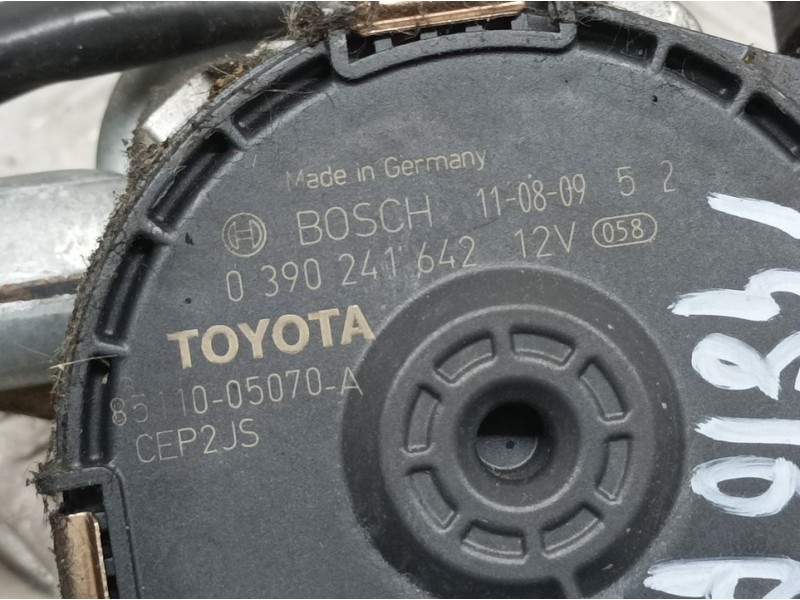 Made in Germany
BOSCH 11-08-09 5 2
0 390 241 642 12V 058
TOYOTA
85110-05070-A
CEP2JS